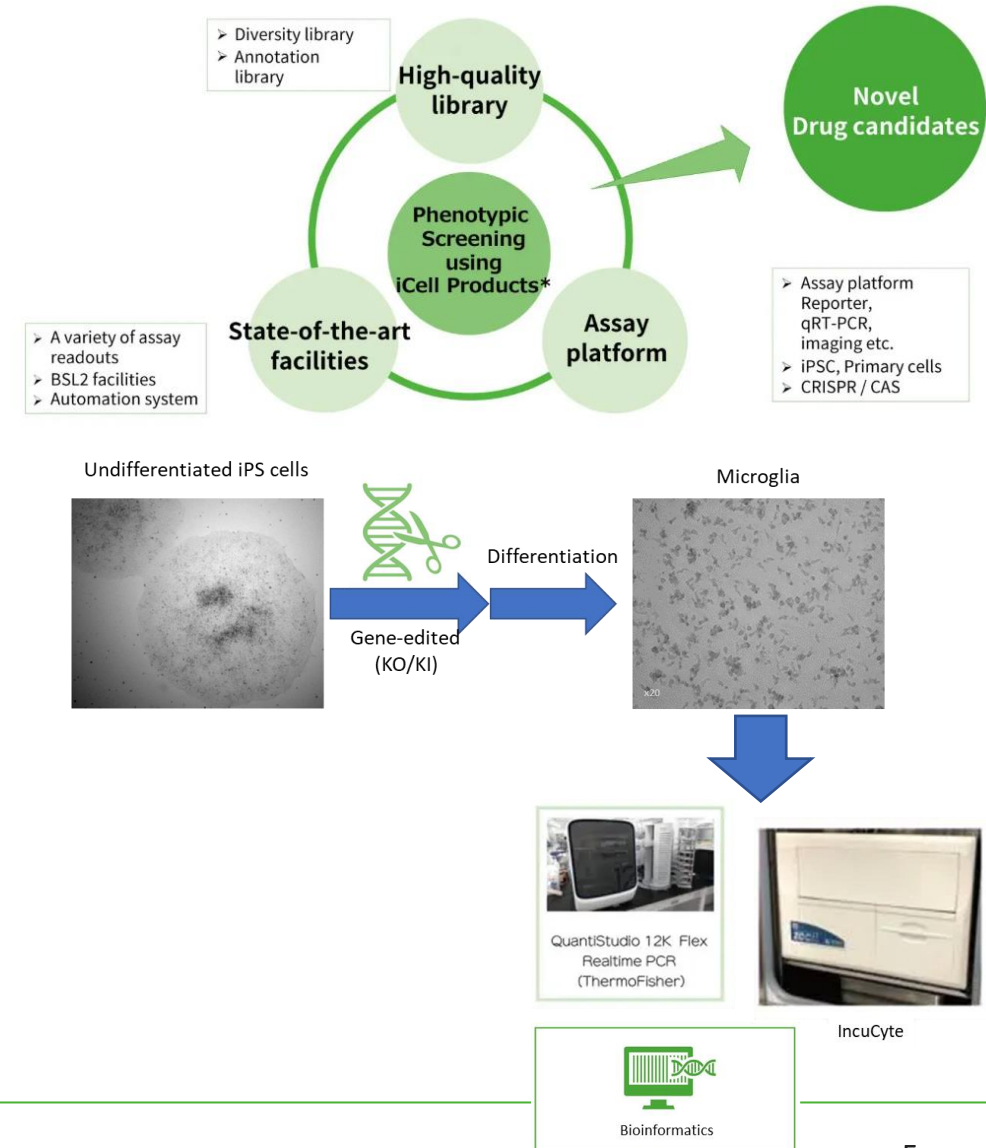 ➢ Diversity library
➢ Annotation
library
High-quality
library
Novel
Drug candidates
Phenotypic
Screening
using
iCell Products*
State-of-the-art
facilities
Assay
platform
➢ A variety of assay
readouts
➢ BSL2 facilities
➢ Automation system
➢ Assay platform
Reporter,
qRT-PCR,
imaging etc.
➢ iPSC, Primary cells
➢ CRISPR / CAS
Undifferentiated iPS cells
Microglia
Differentiation
Gene-edited
(KO/KI)
x20
QuantiStudio 12K Flex
Realtime PCR
(ThermoFisher)
IncuCyte
Bioinformatics